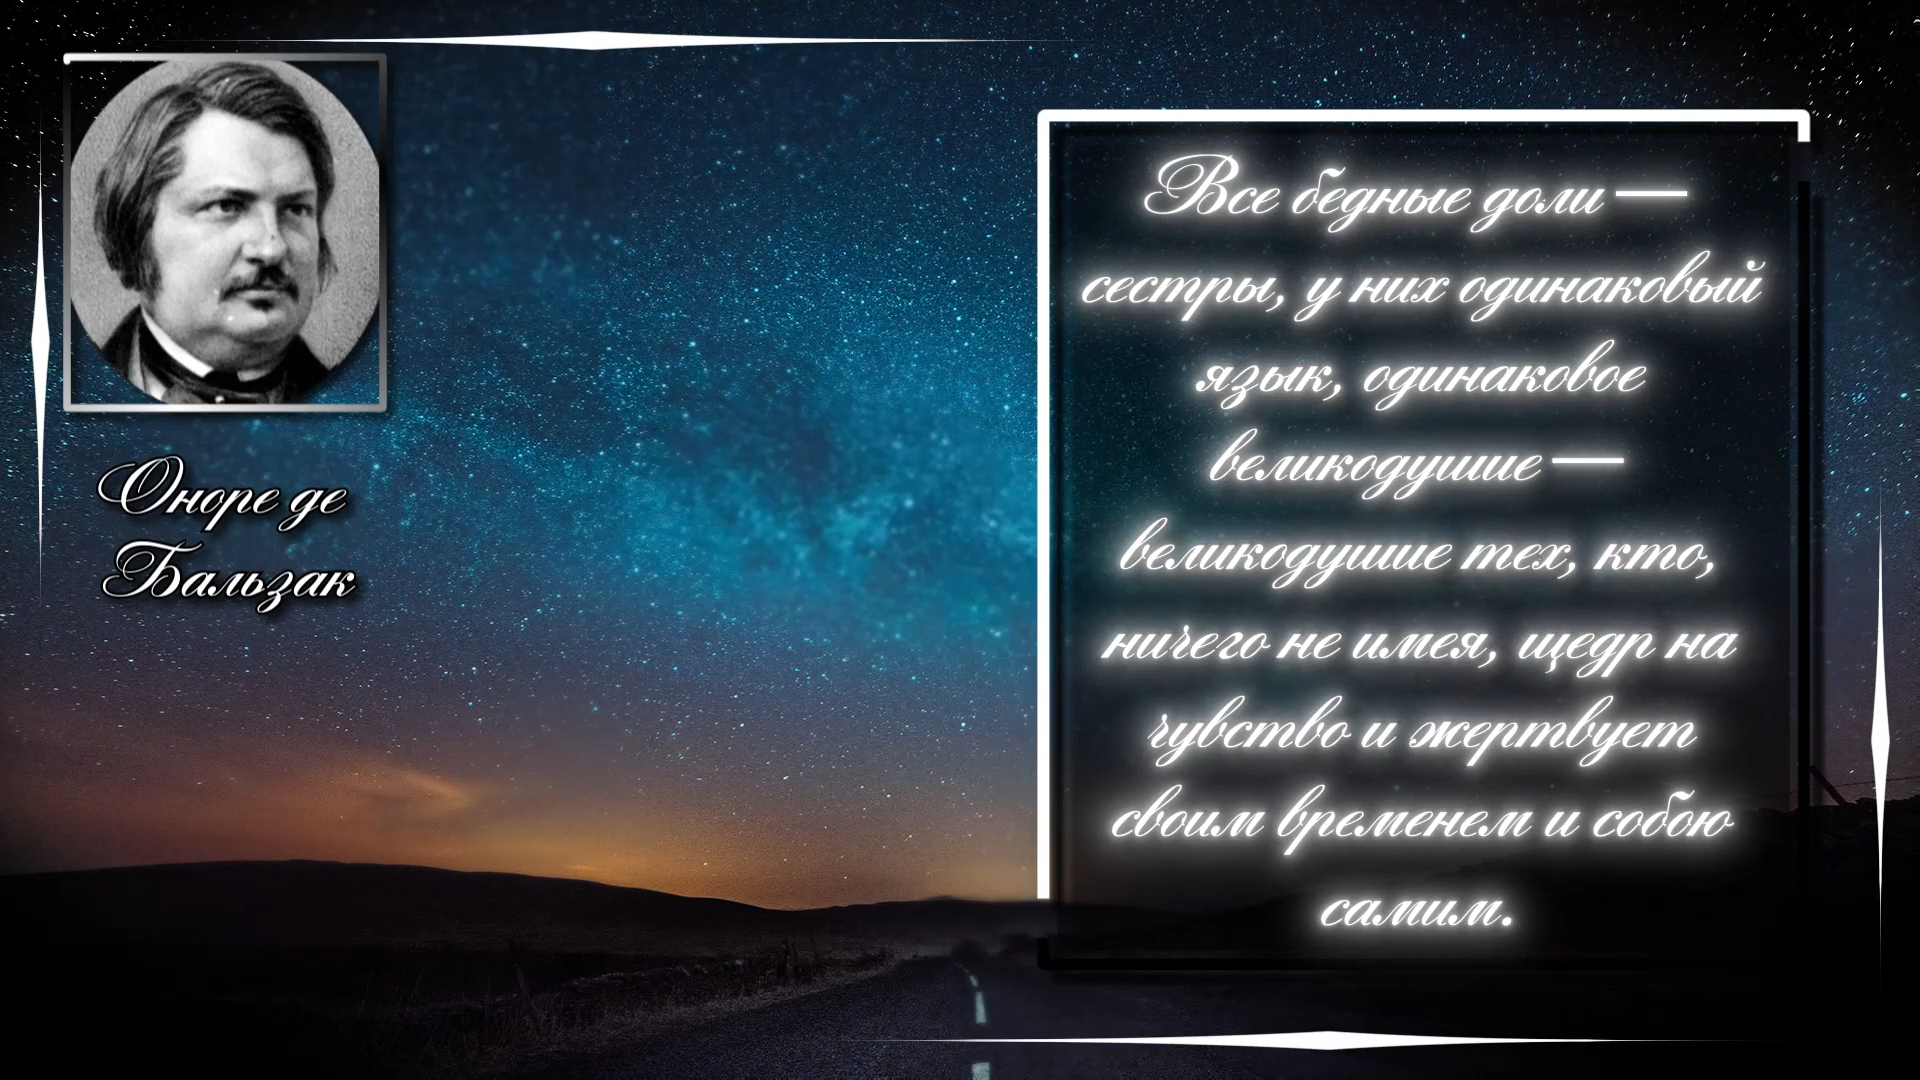 Оноре де
Бальзак
Все бедные доли —
сестры, у них одинаковый
язык, одинаковое
великодушие —
великодушие тех, кто,
ничего не имея, щедр на
чувство и жертвует
своим временем и собою
самим.